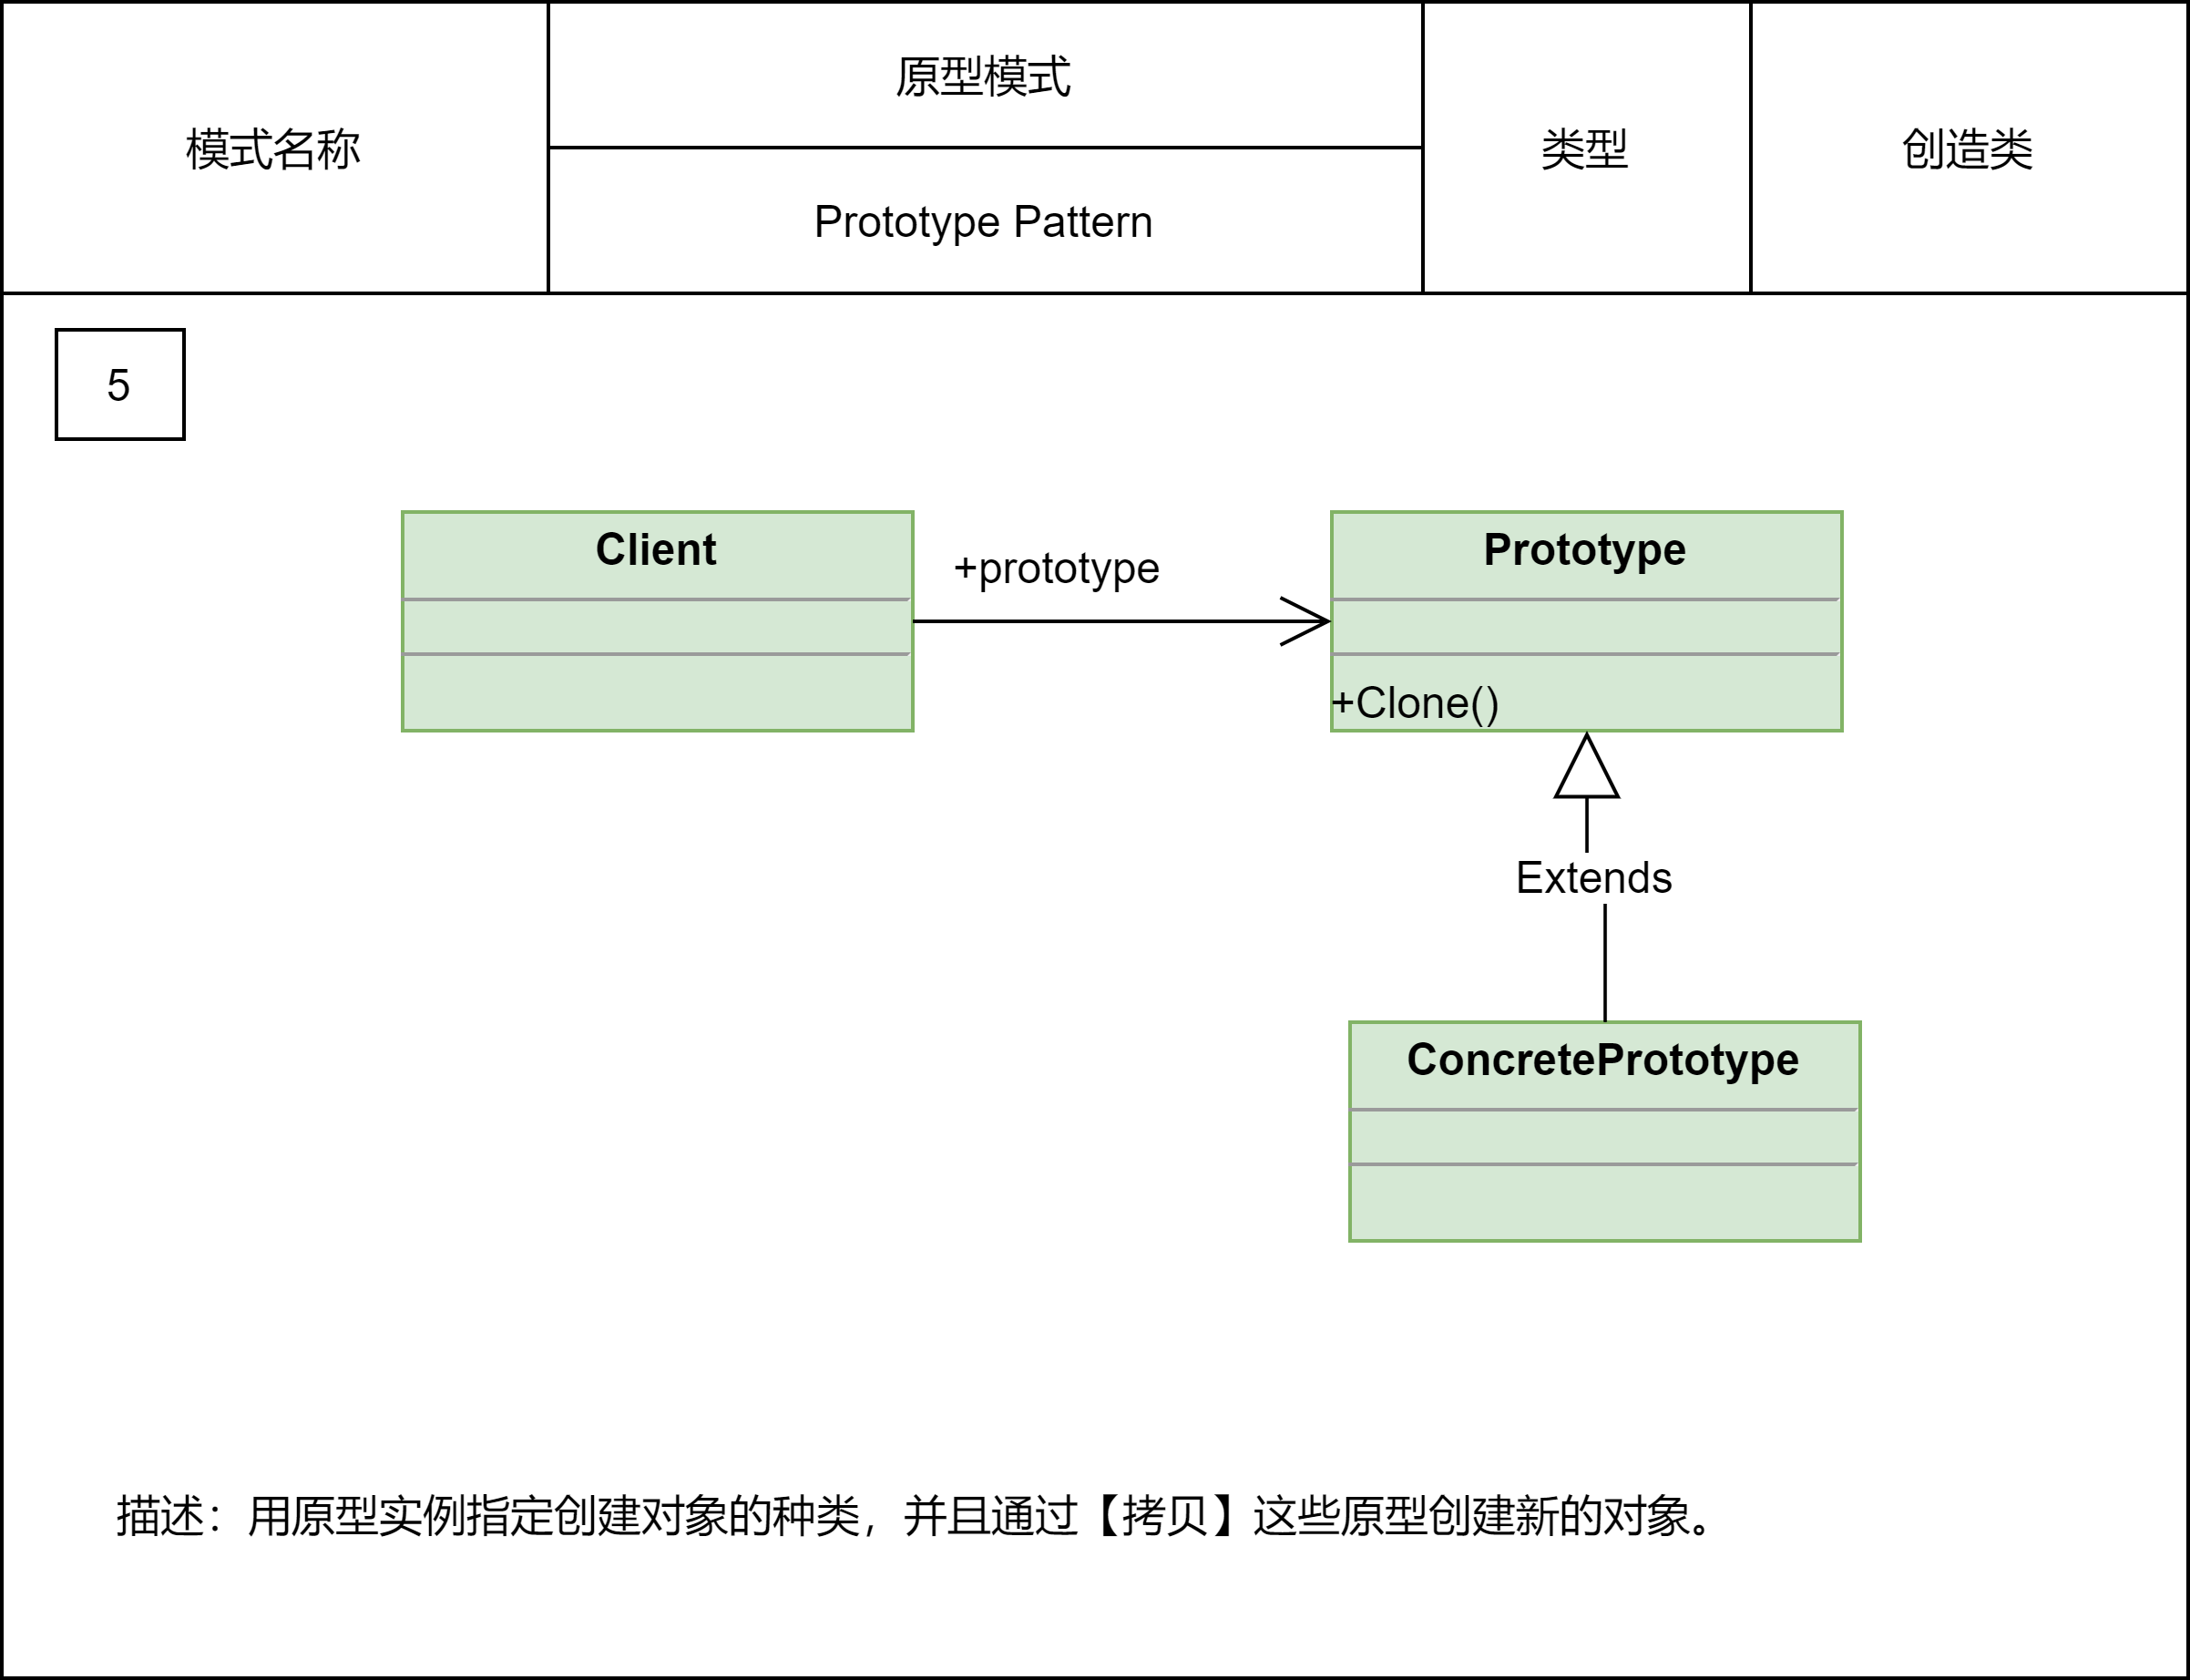 模式名称
原型模式
Prototype Pattern
类型
创造类
5
Client
+prototype
Prototype
+Clone()
Extends
ConcretePrototype
描述：用原型实例指定创建对象的种类，并且通过【拷贝】这些原型创建新的对象。